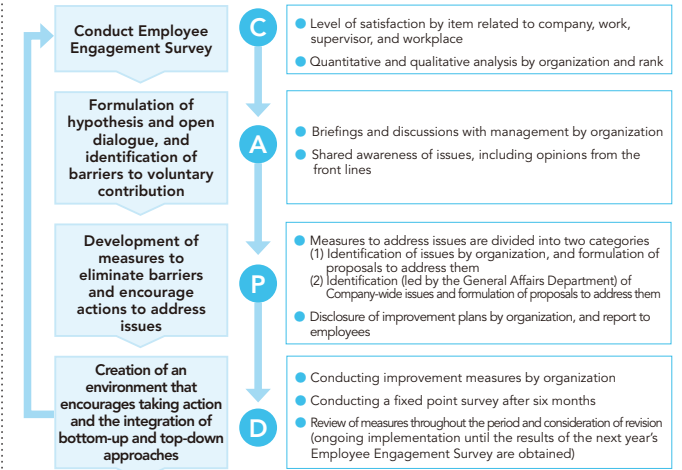 Conduct Employee
Engagement Survey
C
● Level of satisfaction by item related to company, work,
supervisor, and workplace
● Quantitative and qualitative analysis by organization and rank
Formulation of
hypothesis and open
dialogue, and
identification of
barriers to voluntary
contribution
A
● Briefings and discussions with management by organization
● Shared awareness of issues, including opinions from the
front lines
Development of
measures to
eliminate barriers
and encourage
actions to address
issues
P
● Measures to address issues are divided into two categories
(1) Identification of issues by organization, and formulation of
proposals to address them
(2) Identification (led by the General Affairs Department) of
Company-wide issues and formulation of proposals to address them
● Disclosure of improvement plans by organization, and report to
employees
Creation of an
environment that
encourages taking action
and the integration of
bottom-up and top-down
approaches
D
● Conducting improvement measures by organization
● Conducting a fixed point survey after six months
● Review of measures throughout the period and consideration of revision
(ongoing implementation until the results of the next year's
Employee Engagement Survey are obtained)